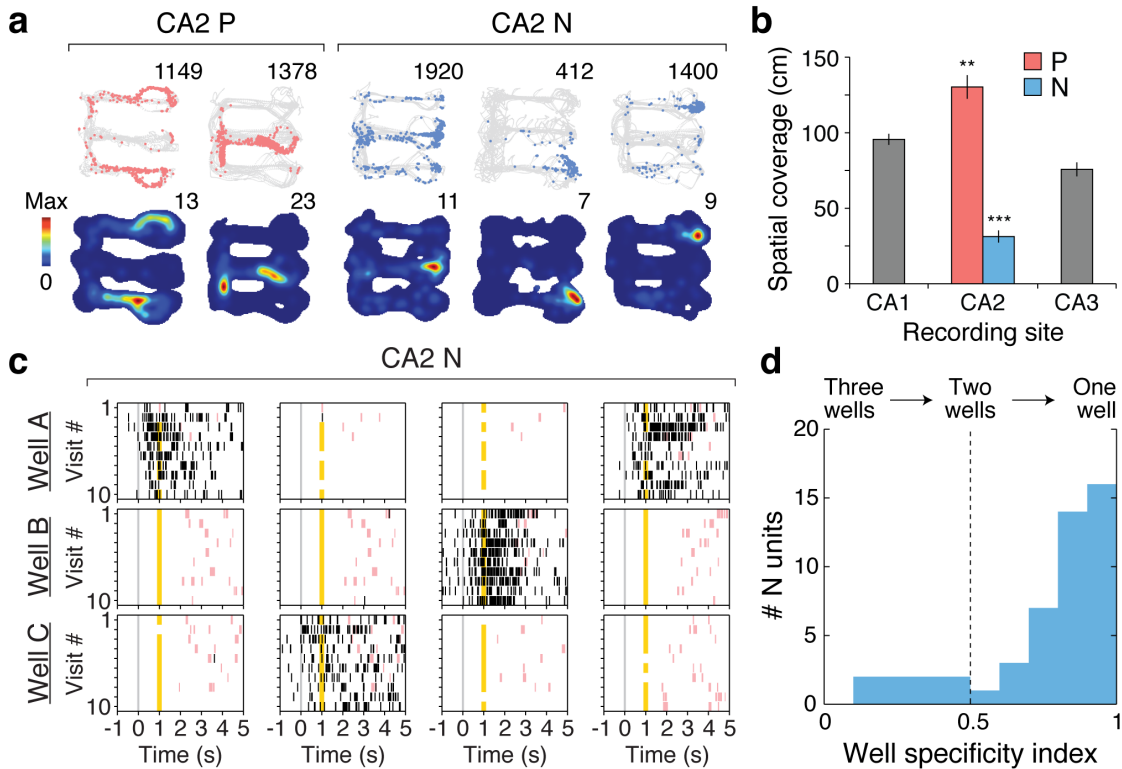 a
CA2 P
CA2 N
1149
1378
1920
412
1400
Max
0
13
23
11
7
9
b
P
N
Spatial coverage (cm)
150
100
50
0
**
***
CA1
CA2
CA3
Recording site
c
CA2 N
Well A
Visit #
1
10
Well B
Visit #
1
10
Well C
Visit #
1
10
-1 0 1 2 3 4 5
-1 0 1 2 3 4 5
-1 0 1 2 3 4 5
-1 0 1 2 3 4 5
Time (s)
Time (s)
Time (s)
Time (s)
d
Three wells
Two wells
One well
# N units
20
15
10
5
0
0
0.5
1
Well specificity index